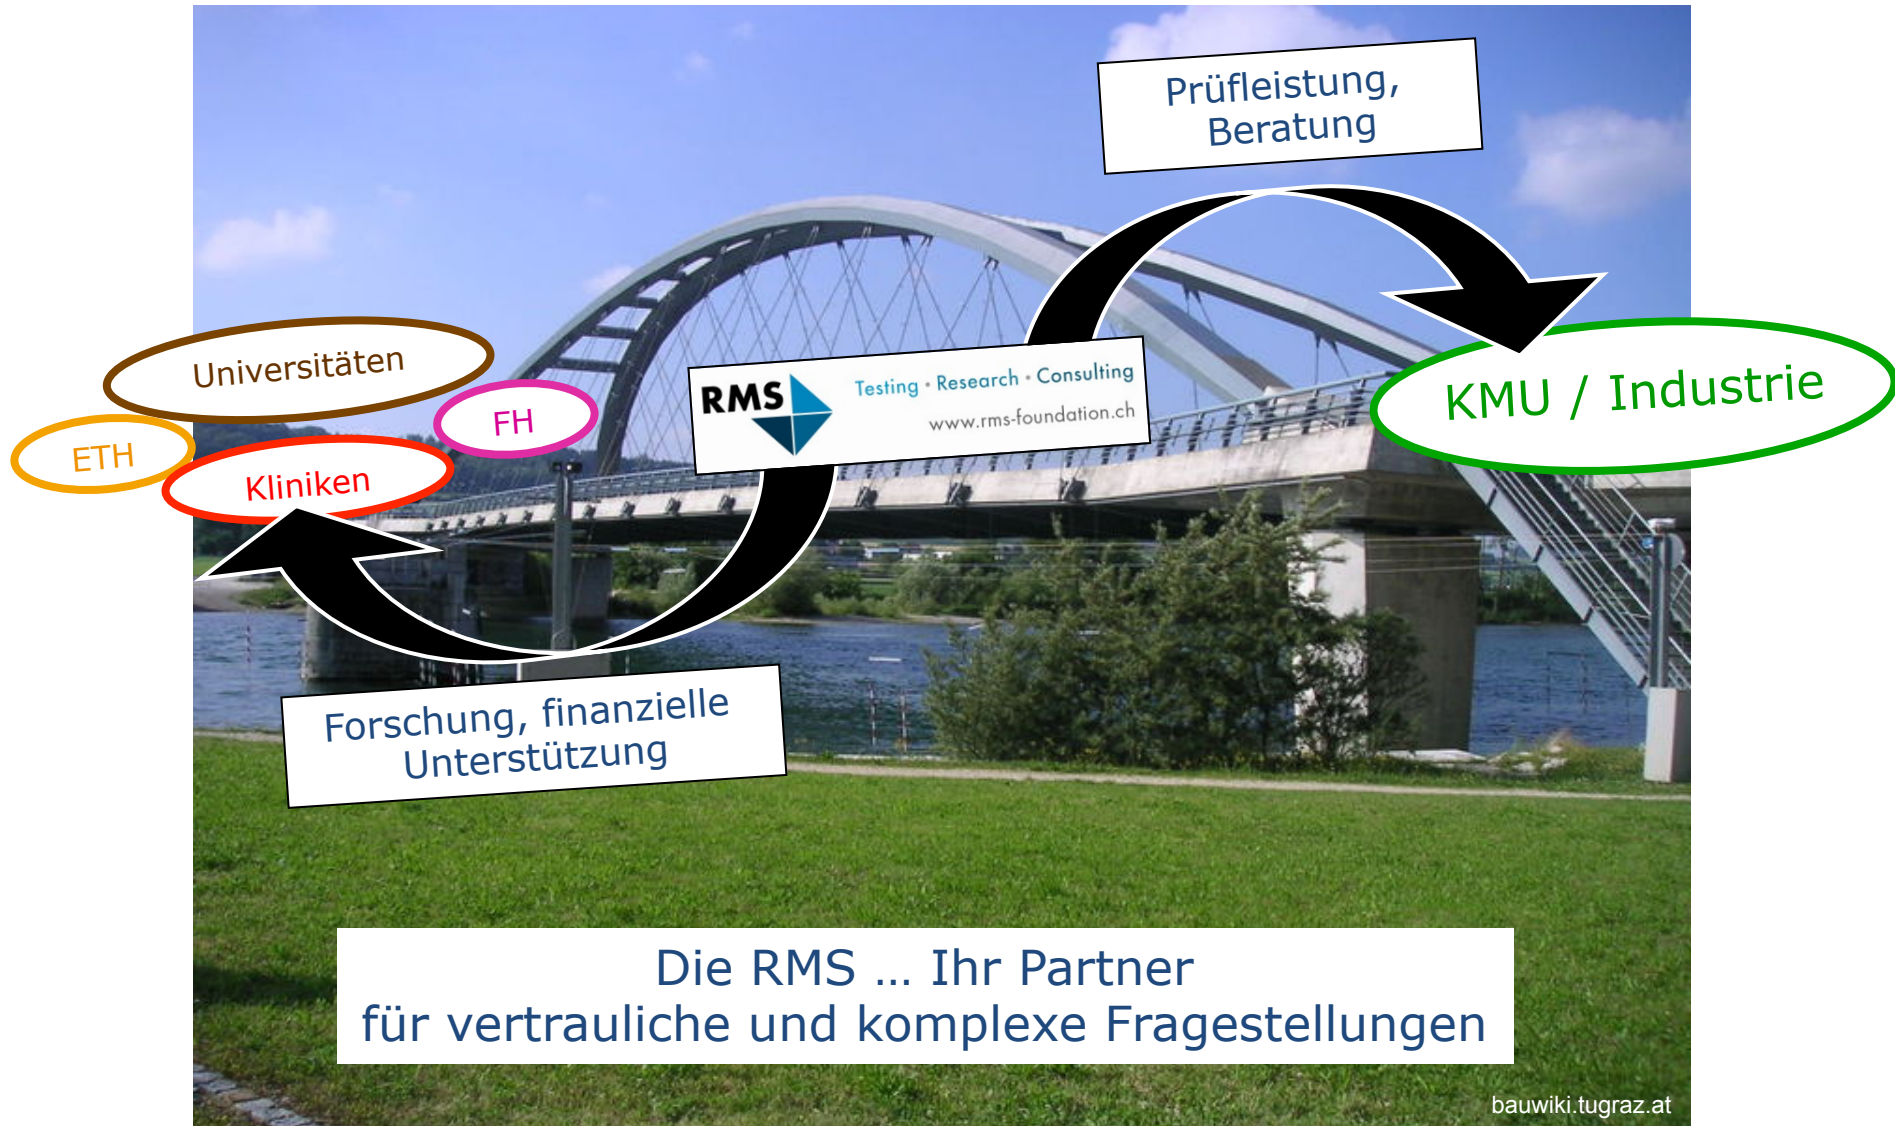 Prüfleistung,
Beratung
Universitäten
FH
ETH
Kliniken
RMS
Testing • Research • Consulting
www.rms-foundation.ch
KMU / Industrie
Forschung, finanzielle
Unterstützung
Die RMS … Ihr Partner
für vertrauliche und komplexe Fragestellungen
bauwiki.tugraz.at